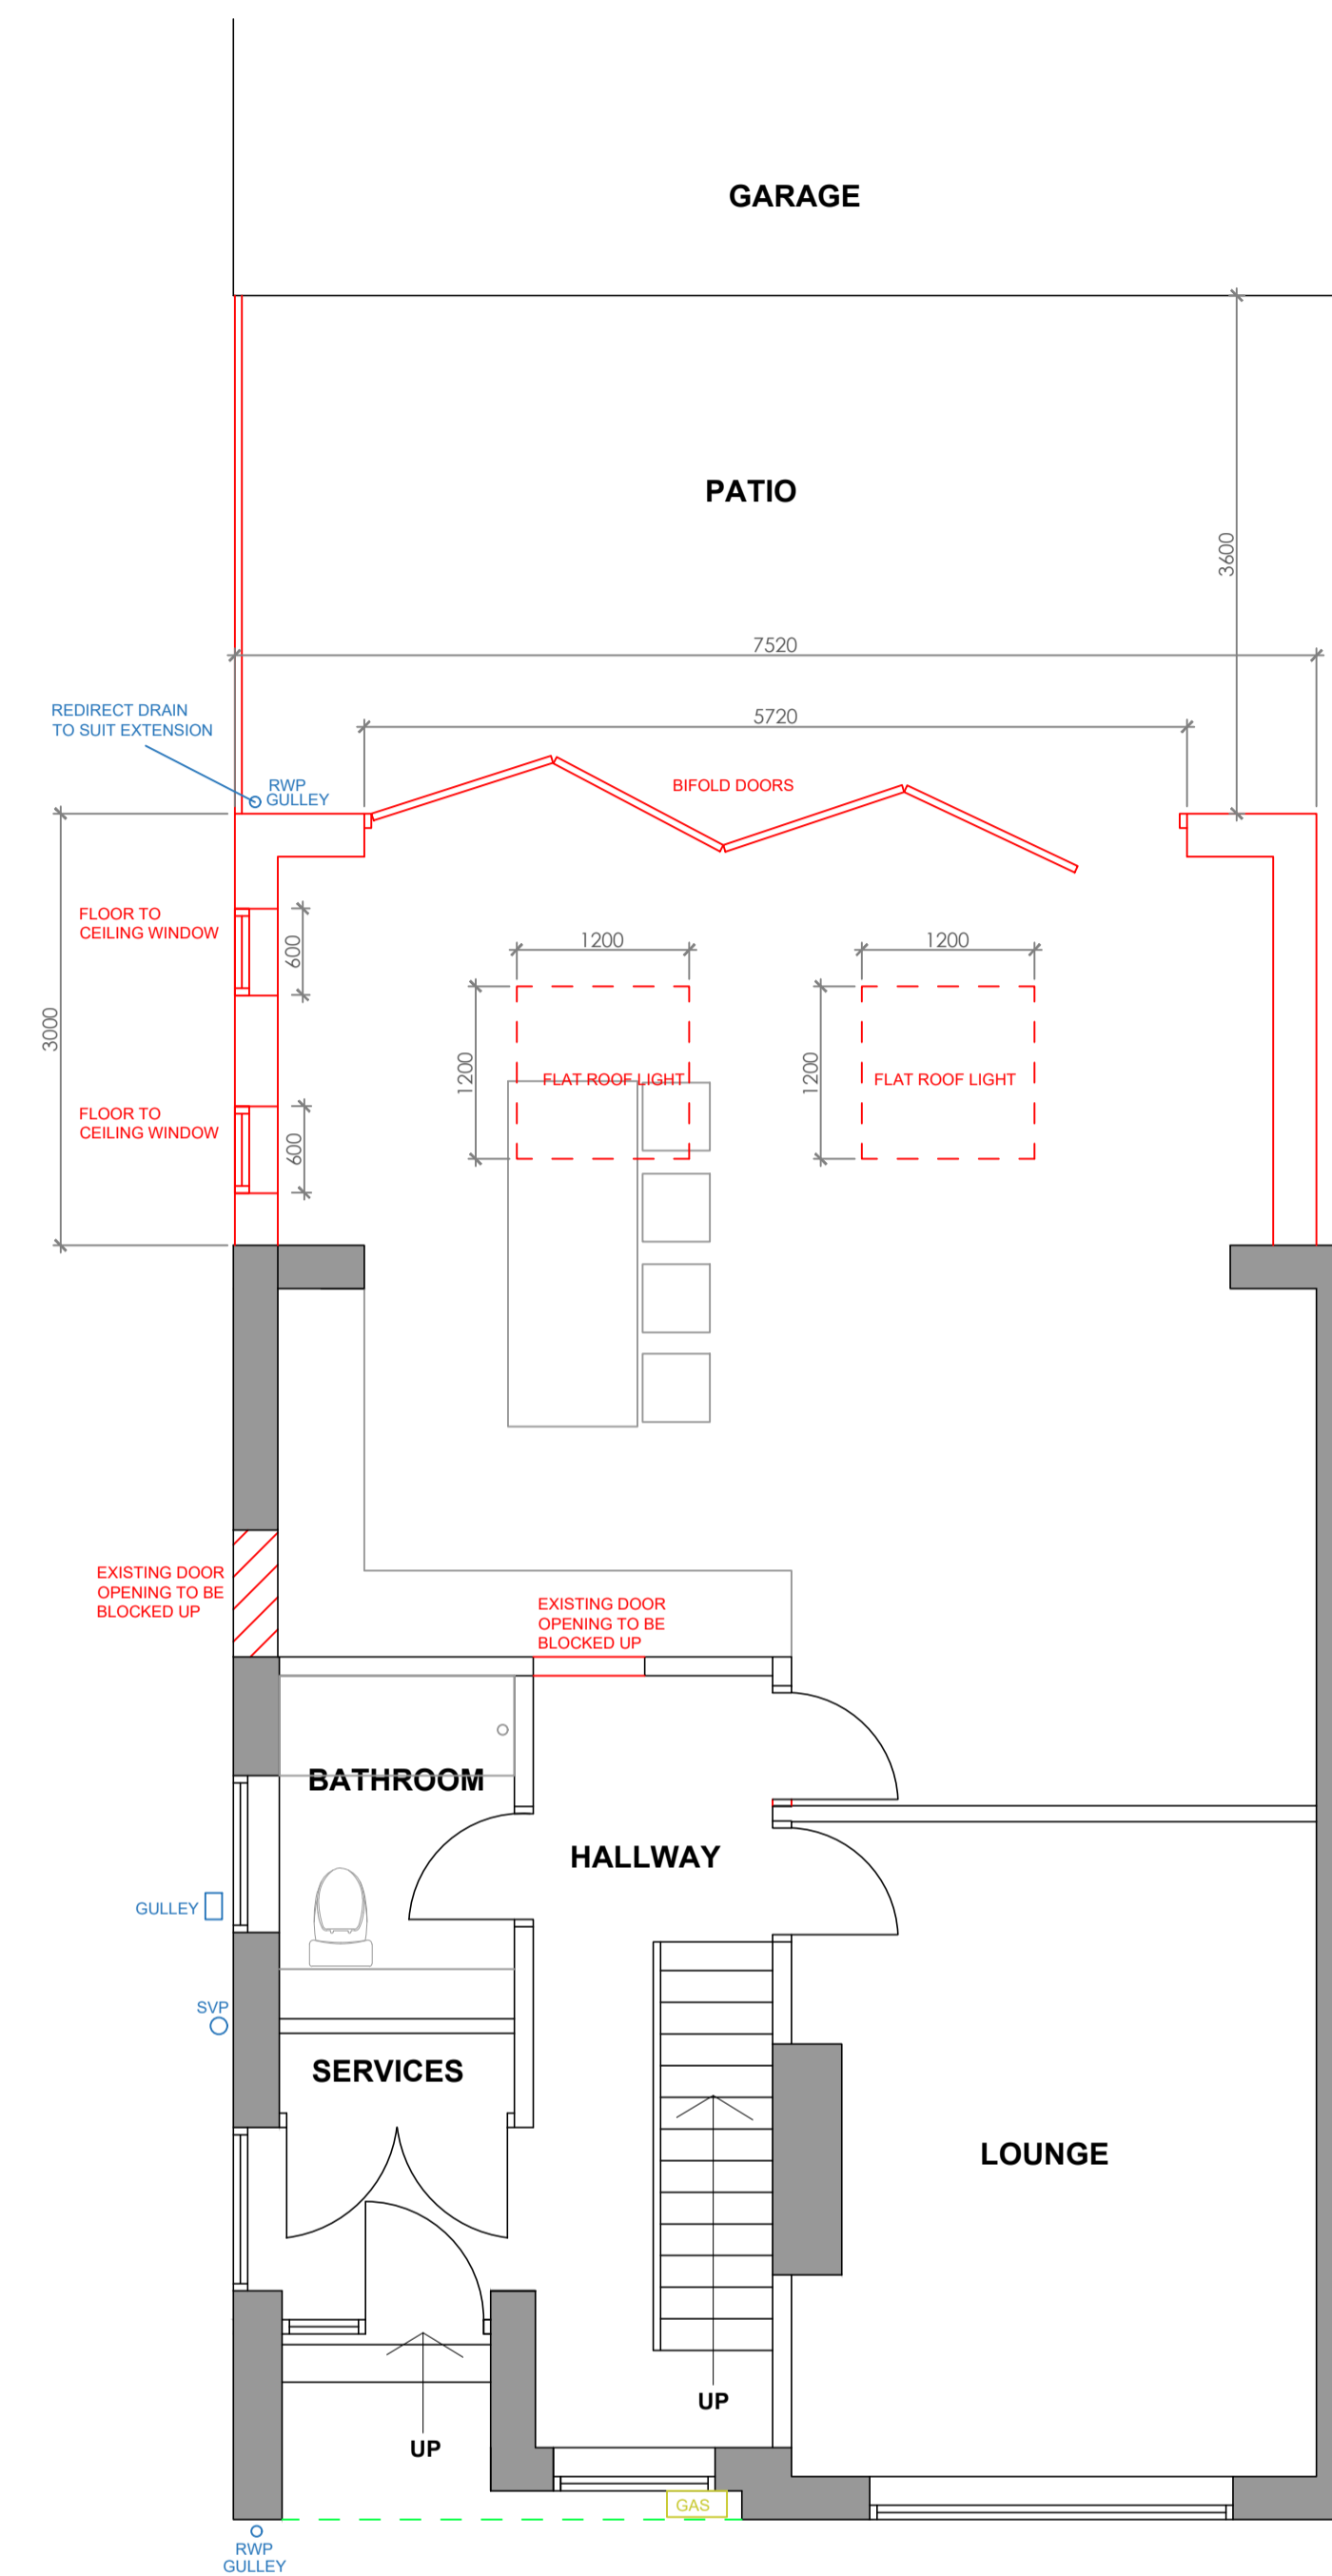 GARAGE
PATIO
3600
7520
5720
REDIRECT DRAIN
TO SUIT EXTENSION
RWP
GULLEY
BIFOLD DOORS
FLOOR TO
CEILING WINDOW
600
1200
1200
3000
1200
FLAT ROOF LIGHT
1200
FLAT ROOF LIGHT
FLOOR TO
CEILING WINDOW
600
EXISTING DOOR
OPENING TO BE
BLOCKED UP
EXISTING DOOR
OPENING TO BE
BLOCKED UP
BATHROOM
HALLWAY
GULLEY
SVP
SERVICES
LOUNGE
UP
UP
GAS
RWP
GULLEY